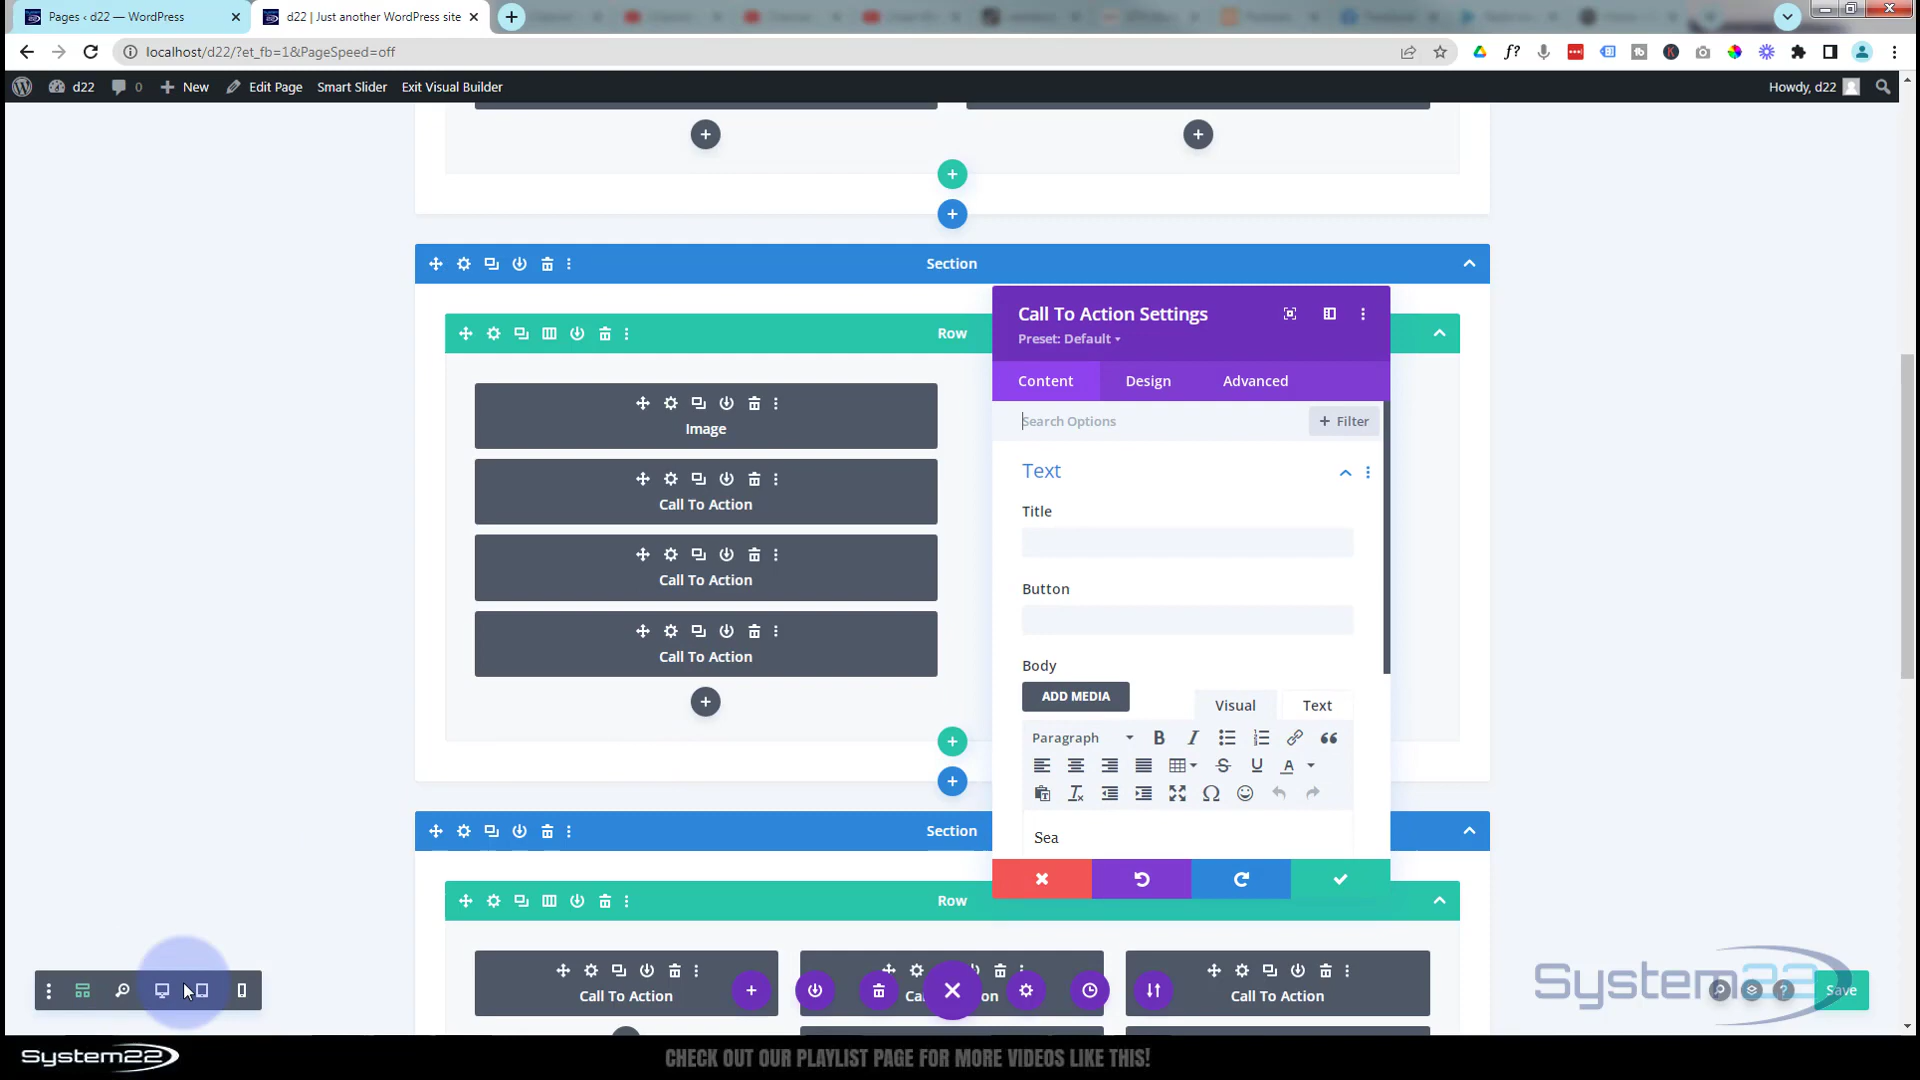 Pages ‹ d22 — WordPress
d22 | Just another WordPress site
localhost/d22/?et_fb=1&PageSpeed=off
d22
0
New
Edit Page
Smart Slider
Exit Visual Builder
Howdy, d22
Section
Row
Image
Call To Action
Call To Action
Call To Action
Call To Action Settings
Preset: Default
Content
Design
Advanced
Search Options
+ Filter
Text
Title
Button
Body
ADD MEDIA
Visual
Text
Paragraph
Sea
Section
Row
Call To Action
Call To Action
System22
Save
System22
CHECK OUT OUR PLAYLIST PAGE FOR MORE VIDEOS LIKE THIS!